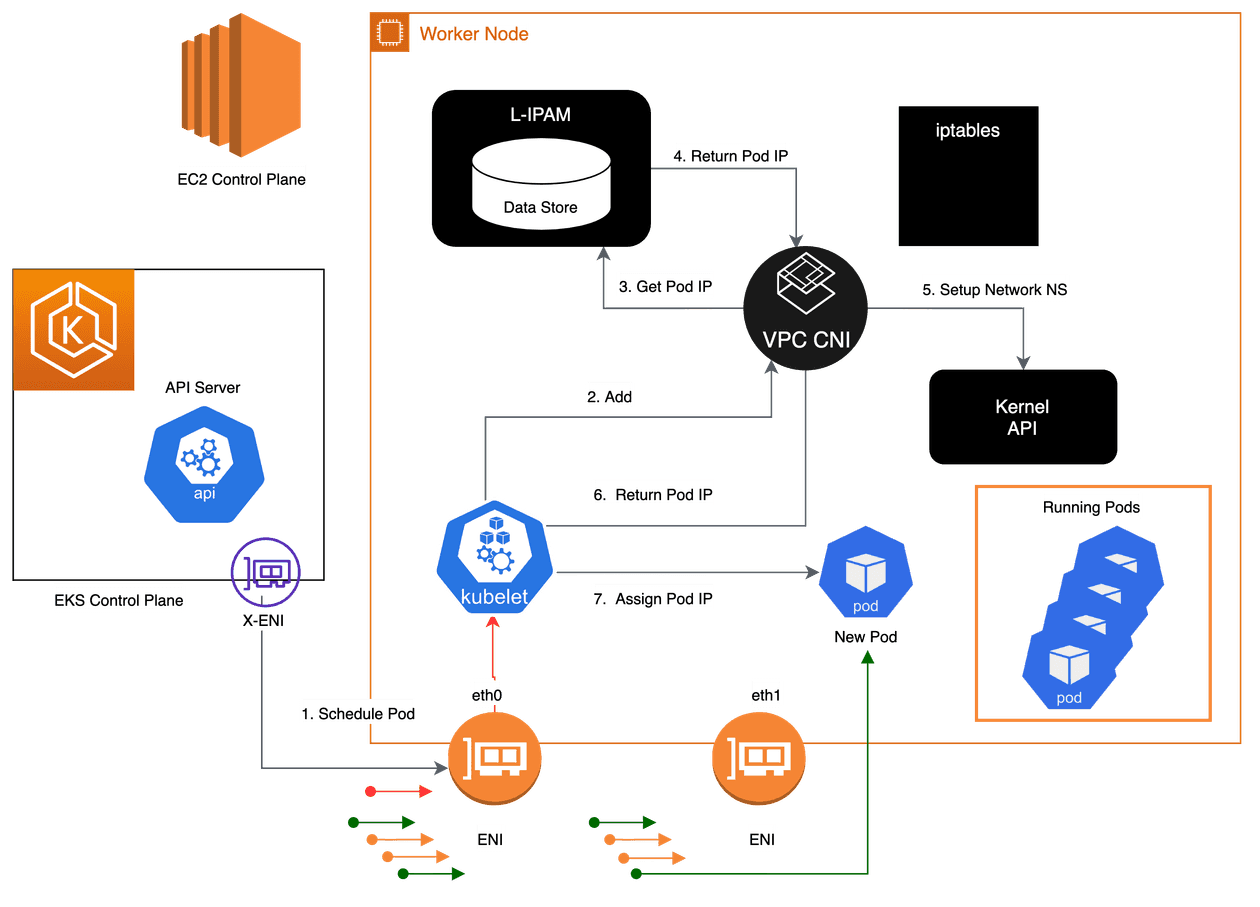 Worker Node
EC2 Control Plane
L-IPAM
Data Store
4. Return Pod IP
iptables
3. Get Pod IP
VPC CNI
5. Setup Network NS
Kernel
API
K
API Server
api
EKS Control Plane
X-ENI
2. Add
6. Return Pod IP
kubelet
7. Assign Pod IP
pod
New Pod
Running Pods
pod
1. Schedule Pod
eth0
eth1
ENI
ENI